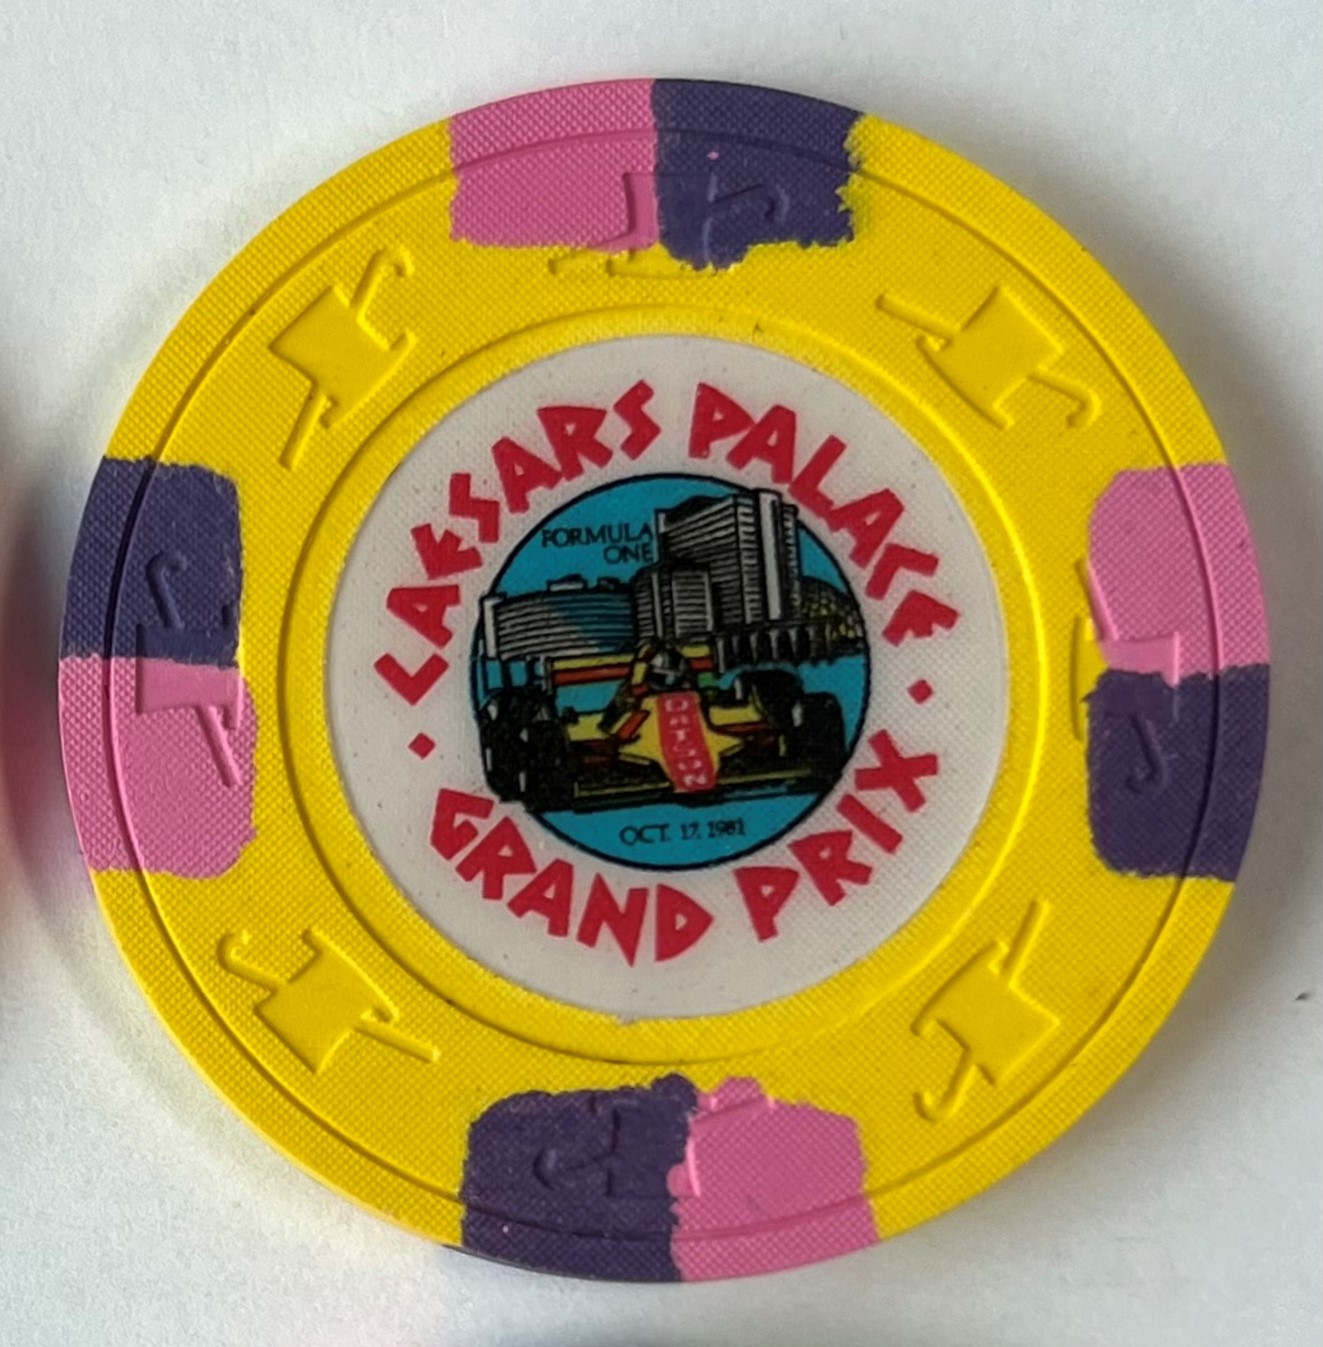 CAESARS PALACE
FORMULA
ONE
DATSUN
OCT. 17, 1981
GRAND PRIX